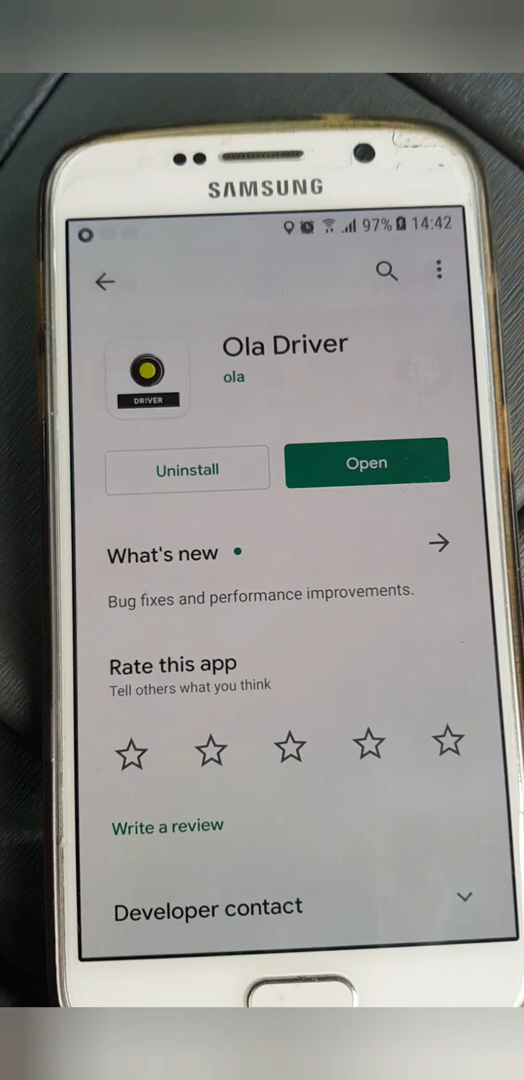 SAMSUNG
97% 14:42
Ola Driver
ola
DRIVER
Uninstall
Open
What's new
Bug fixes and performance improvements.
Rate this app
Tell others what you think
Write a review
Developer contact